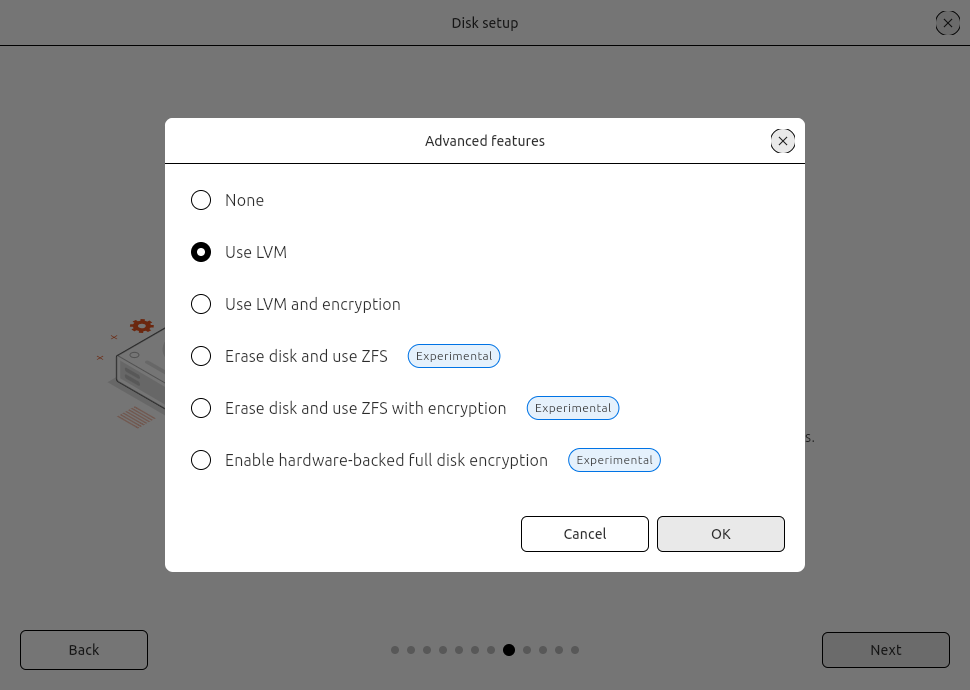 Disk setup
Advanced features
None
Use LVM
Use LVM and encryption
Erase disk and use ZFS Experimental
Erase disk and use ZFS with encryption Experimental
Enable hardware-backed full disk encryption Experimental
Cancel OK
Back Next